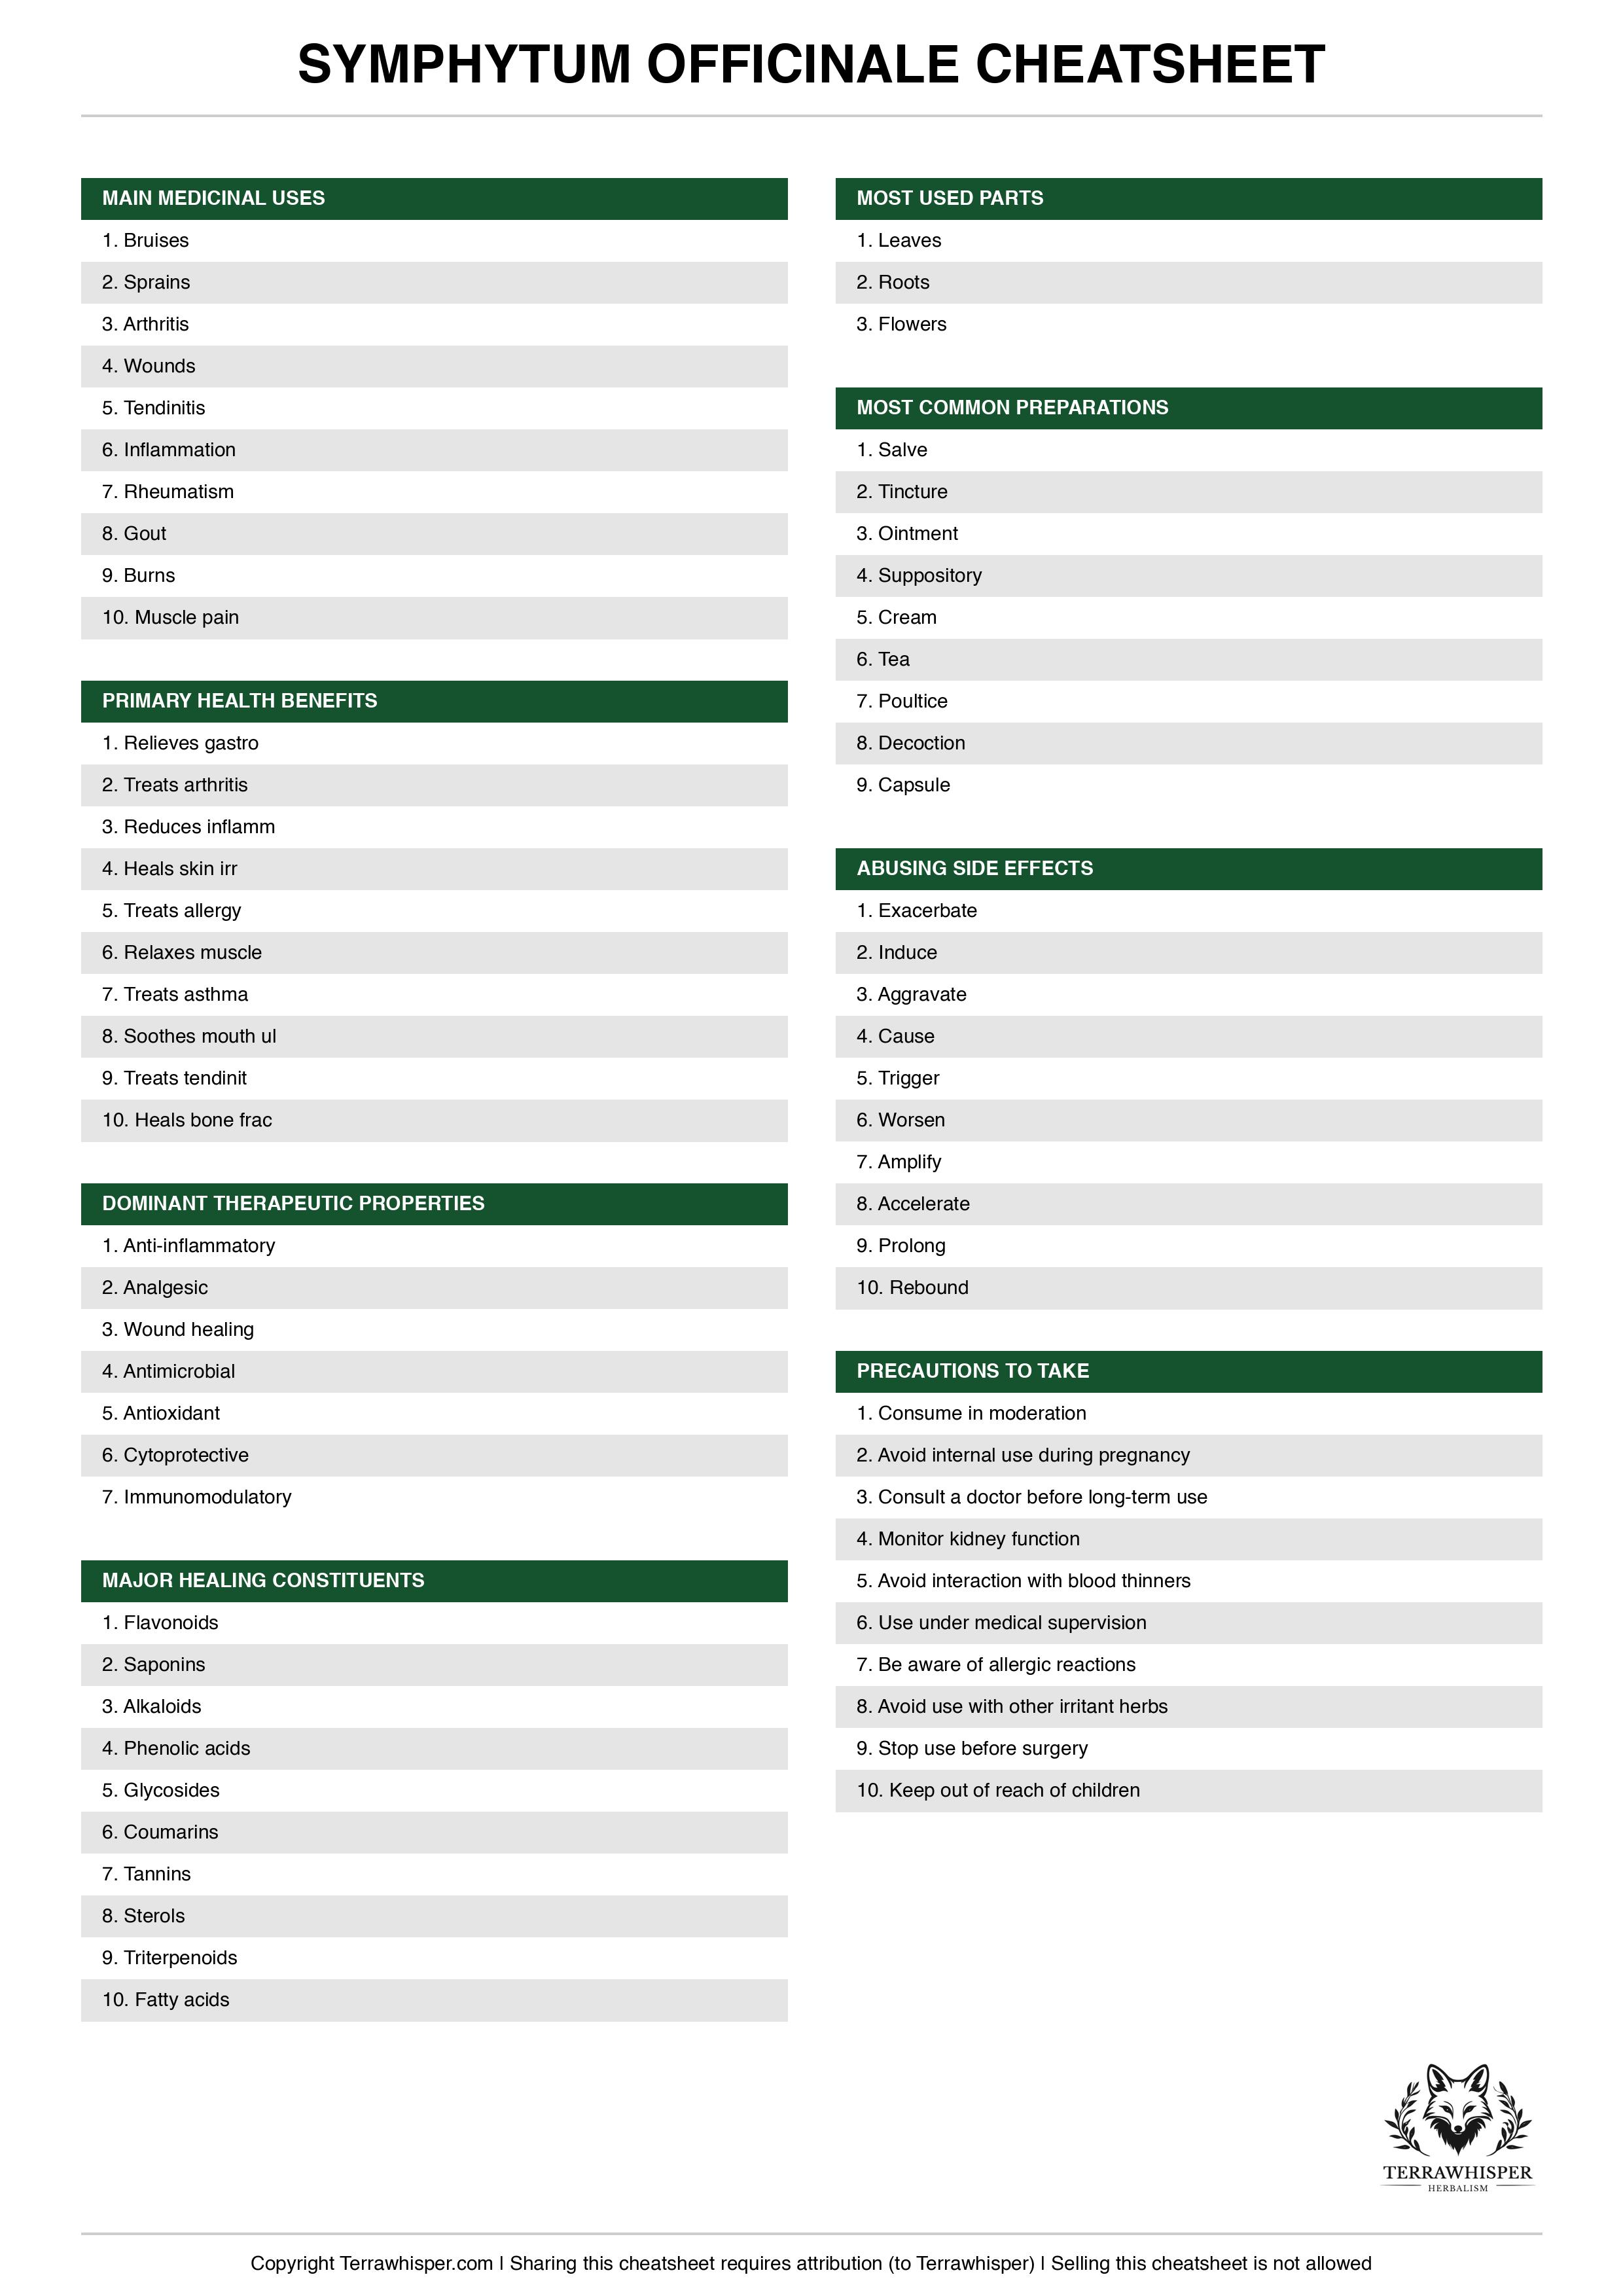 SYMPHYTUM OFFICINALE CHEATSHEET
MAIN MEDICINAL USES
1. Bruises
2. Sprains
3. Arthritis
4. Wounds
5. Tendinitis
6. Inflammation
7. Rheumatism
8. Gout
9. Burns
10. Muscle pain
PRIMARY HEALTH BENEFITS
1. Relieves gastro
2. Treats arthritis
3. Reduces inflamm
4. Heals skin irr
5. Treats allergy
6. Relaxes muscle
7. Treats asthma
8. Soothes mouth ul
9. Treats tendinit
10. Heals bone frac
DOMINANT THERAPEUTIC PROPERTIES
1. Anti-inflammatory
2. Analgesic
3. Wound healing
4. Antimicrobial
5. Antioxidant
6. Cytoprotective
7. Immunomodulatory
MAJOR HEALING CONSTITUENTS
1. Flavonoids
2. Saponins
3. Alkaloids
4. Phenolic acids
5. Glycosides
6. Coumarins
7. Tannins
8. Sterols
9. Triterpenoids
10. Fatty acids
MOST USED PARTS
1. Leaves
2. Roots
3. Flowers
MOST COMMON PREPARATIONS
1. Salve
2. Tincture
3. Ointment
4. Suppository
5. Cream
6. Tea
7. Poultice
8. Decoction
9. Capsule
ABUSING SIDE EFFECTS
1. Exacerbate
2. Induce
3. Aggravate
4. Cause
5. Trigger
6. Worsen
7. Amplify
8. Accelerate
9. Prolong
10. Rebound
PRECAUTIONS TO TAKE
1. Consume in moderation
2. Avoid internal use during pregnancy
3. Consult a doctor before long-term use
4. Monitor kidney function
5. Avoid interaction with blood thinners
6. Use under medical supervision
7. Be aware of allergic reactions
8. Avoid use with other irritant herbs
9. Stop use before surgery
10. Keep out of reach of children
TERRAWHISPER
HERBALISM
Copyright Terrawhisper.com | Sharing this cheatsheet requires attribution (to Terrawhisper) | Selling this cheatsheet is not allowed